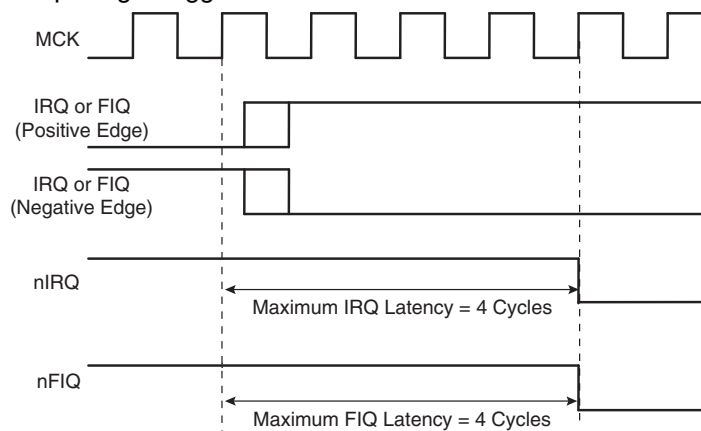 MCK
IRQ or FIQ
(Positive Edge)
IRQ or FIQ
(Negative Edge)
nIRQ
Maximum IRQ Latency = 4 Cycles
nFIQ
Maximum FIQ Latency = 4 Cycles